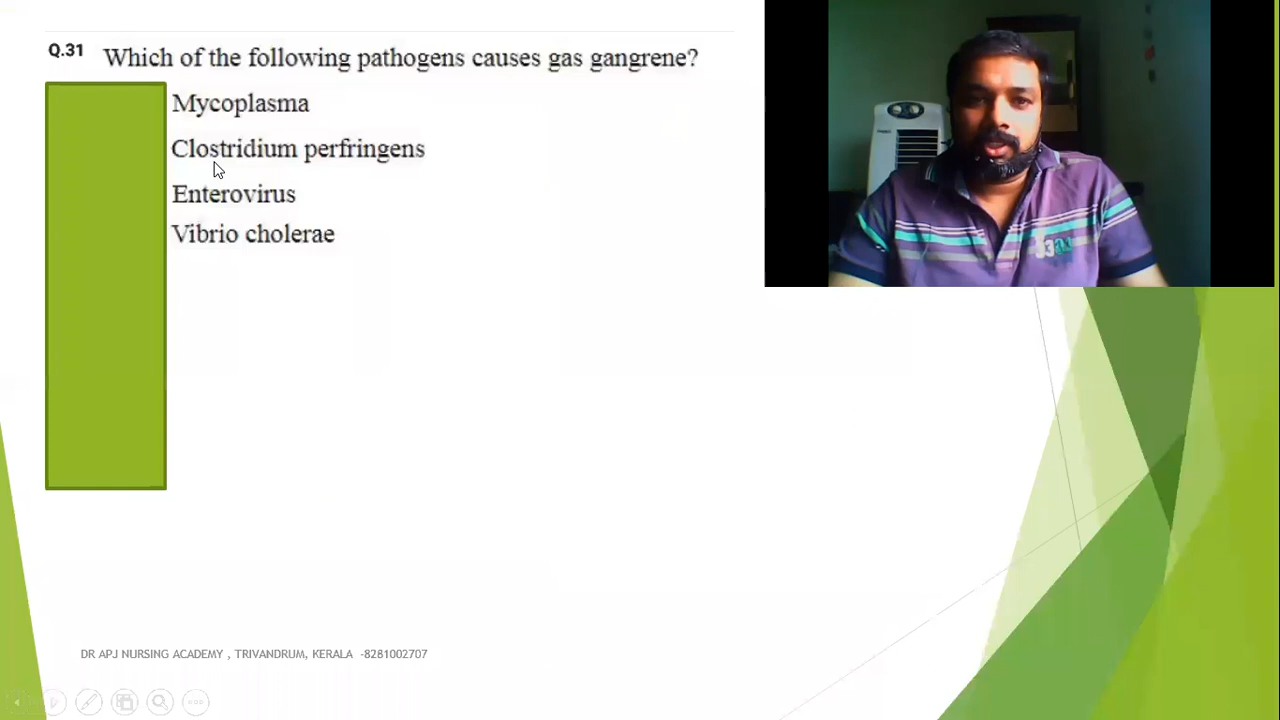 Q.31 Which of the following pathogens causes gas gangrene?
Mycoplasma
Clostridium perfringens
Enterovirus
Vibrio cholerae
DR APJ NURSING ACADEMY , TRIVANDRUM, KERALA -8281002707